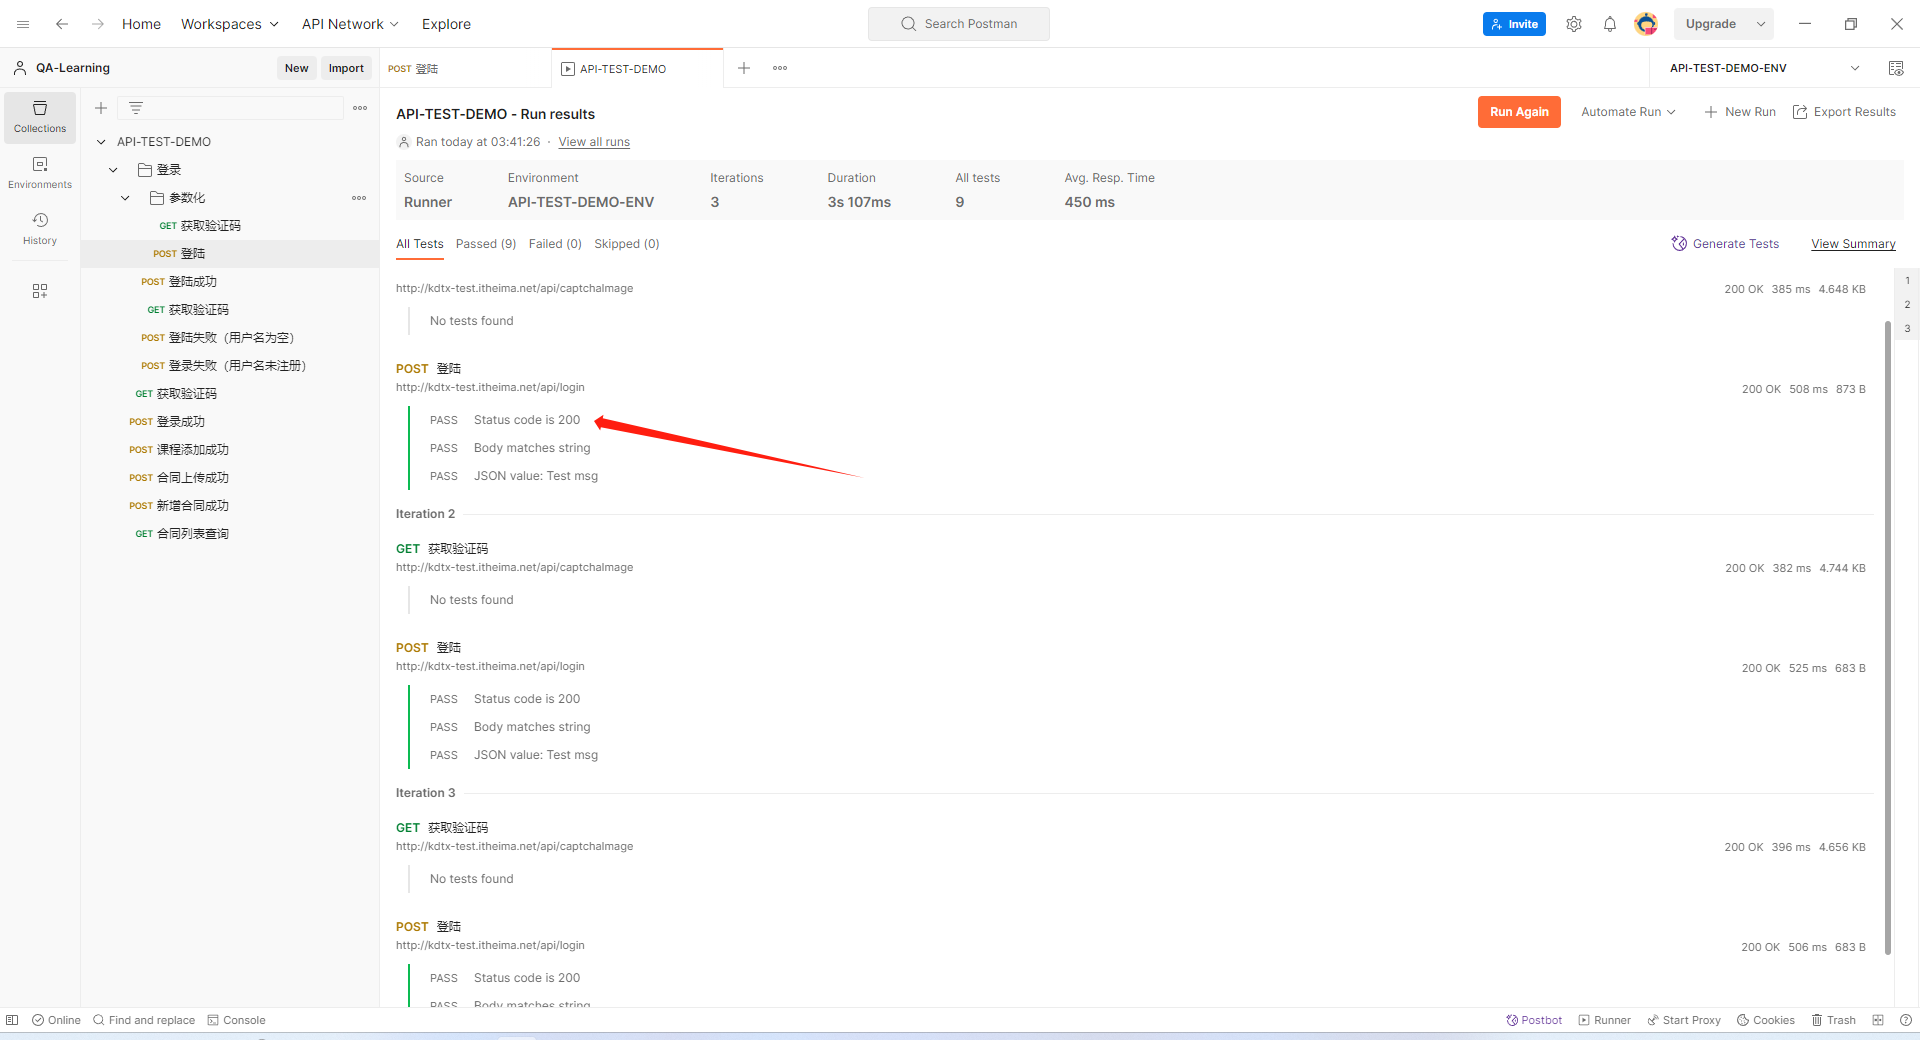 Home Workspaces API Network Explore Search Postman Invite Upgrade
QA-Learning New Import POST 登陆 API-TEST-DEMO API-TEST-DEMO-ENV
Collections
Environments
History
API-TEST-DEMO
登录
参数化
GET 获取验证码
POST 登陆
POST 登陆成功
GET 获取验证码
POST 登陆失败（用户名为空）
POST 登录失败（用户名未注册）
GET 获取验证码
POST 登录成功
POST 课程添加成功
POST 合同上传成功
POST 新增合同成功
GET 合同列表查询
API-TEST-DEMO - Run results Run Again Automate Run New Run Export Results
Ran today at 03:41:26 · View all runs
Source Environment Iterations Duration All tests Avg. Resp. Time
Runner API-TEST-DEMO-ENV 3 3s 107ms 9 450 ms
All Tests Passed (9) Failed (0) Skipped (0) Generate Tests View Summary
http://kdtx-test.itheima.net/api/captchaImage 200 OK 385 ms 4.648 KB
No tests found
POST 登陆
http://kdtx-test.itheima.net/api/login 200 OK 508 ms 873 B
PASS Status code is 200
PASS Body matches string
PASS JSON value: Test msg
Iteration 2
GET 获取验证码
http://kdtx-test.itheima.net/api/captchaImage 200 OK 382 ms 4.744 KB
No tests found
POST 登陆
http://kdtx-test.itheima.net/api/login 200 OK 525 ms 683 B
PASS Status code is 200
PASS Body matches string
PASS JSON value: Test msg
Iteration 3
GET 获取验证码
http://kdtx-test.itheima.net/api/captchaImage 200 OK 396 ms 4.656 KB
No tests found
POST 登陆
http://kdtx-test.itheima.net/api/login 200 OK 506 ms 683 B
PASS Status code is 200
PASS Body matches string
1
2
3
Online Find and replace Console Postbot Runner Start Proxy Cookies Trash